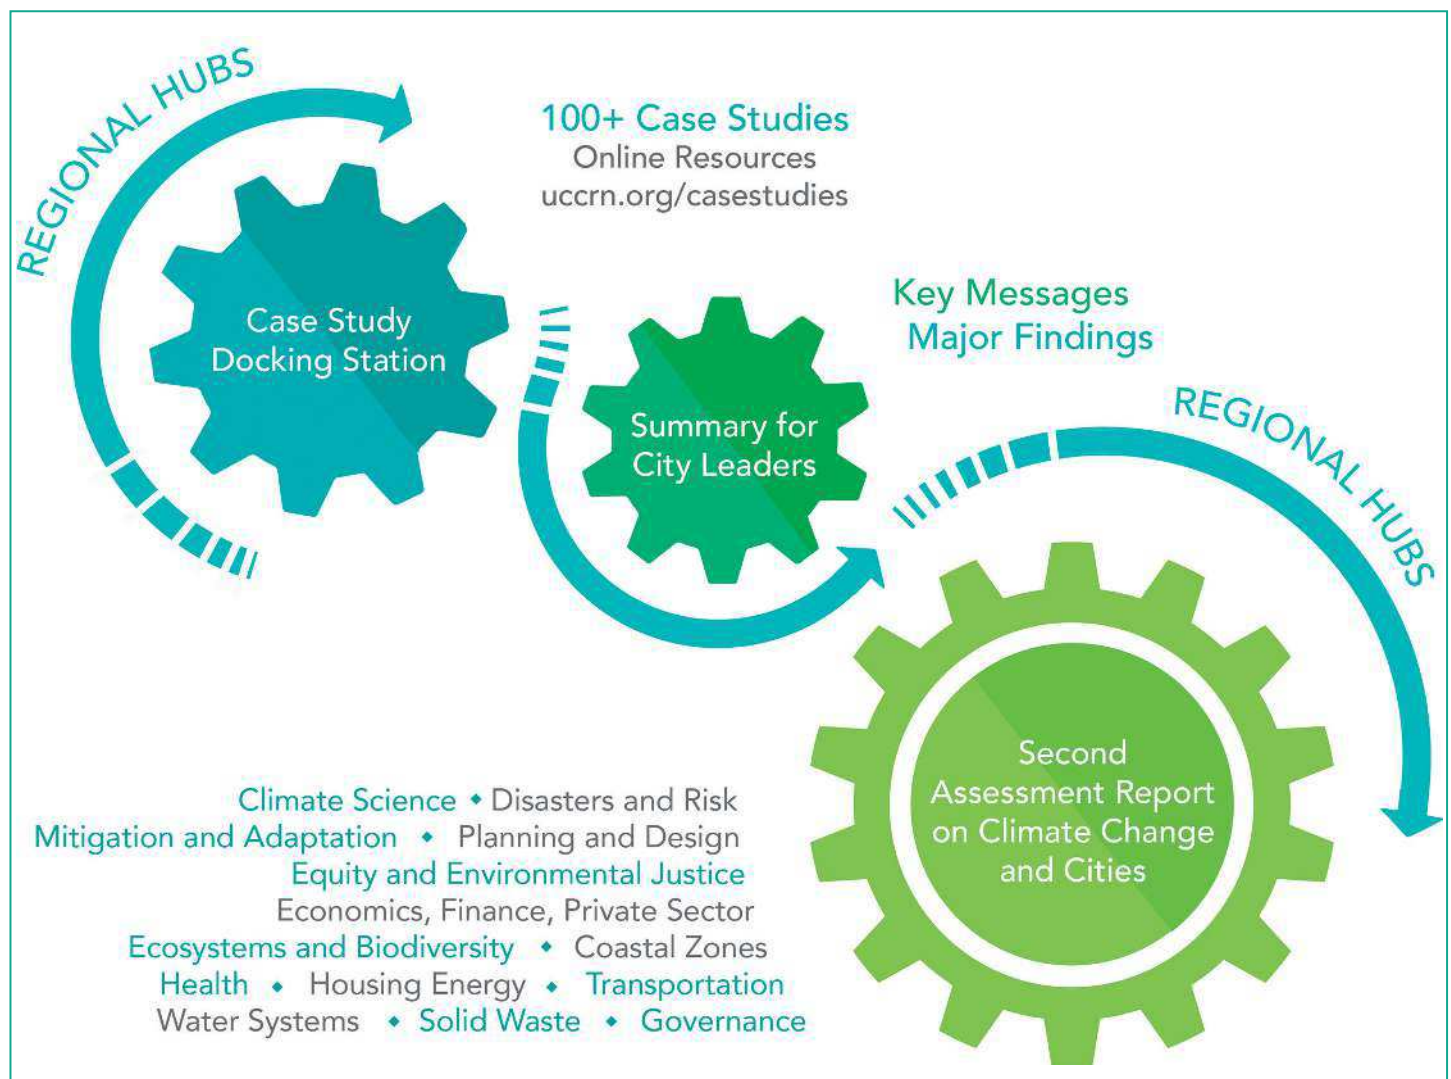 REGIONAL HUBS
100+ Case Studies
Online Resources
uccrn.org/casestudies
Case Study
Docking Station
Key Messages
Major Findings
Summary for
City Leaders
REGIONAL HUBS
Second
Assessment Report
on Climate Change
and Cities
Climate Science ◆ Disasters and Risk
Mitigation and Adaptation ◆ Planning and Design
Equity and Environmental Justice
Economics, Finance, Private Sector
Ecosystems and Biodiversity ◆ Coastal Zones
Health ◆ Housing Energy ◆ Transportation
Water Systems ◆ Solid Waste ◆ Governance